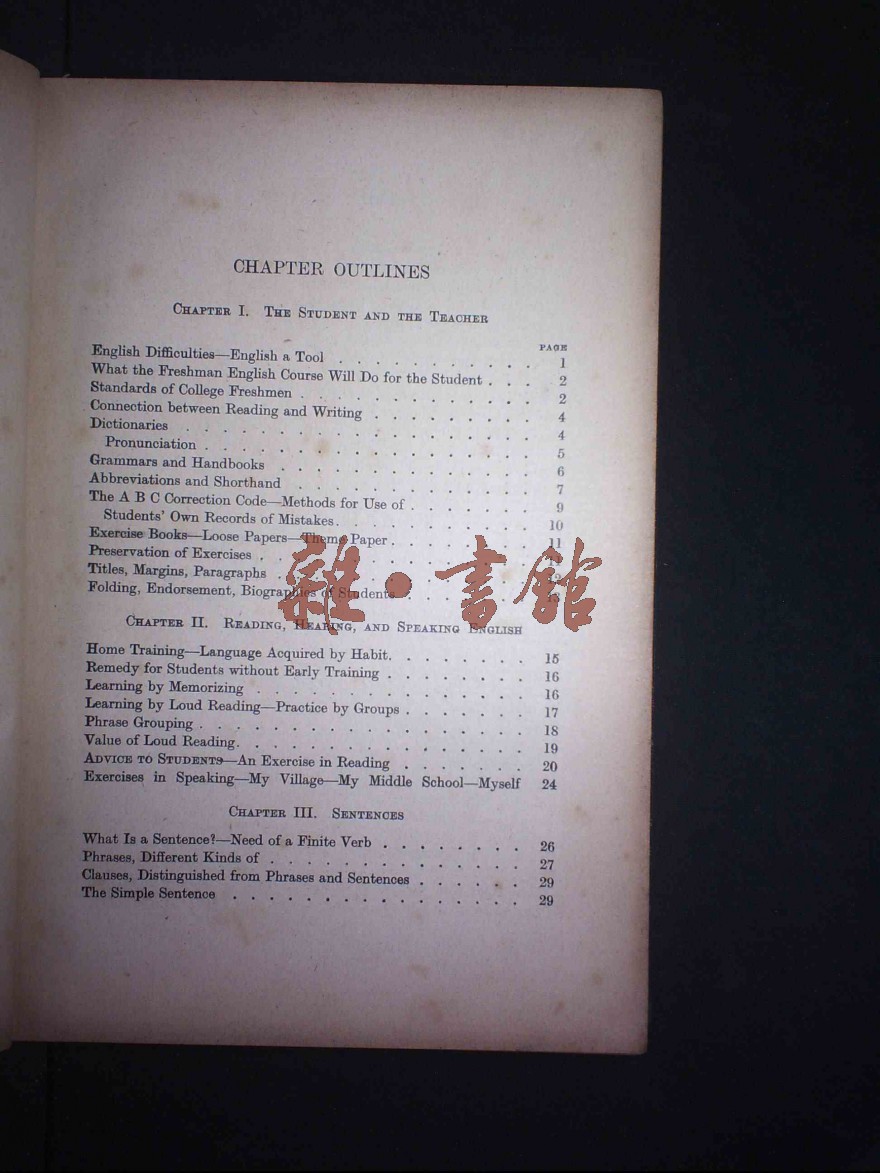 CHAPTER OUTLINES
CHAPTER I. THE STUDENT AND THE TEACHER
PAGE
English Difficulties—English a Tool . . . . . . . . . . 1
What the Freshman English Course Will Do for the Student . . . 2
Standards of College Freshmen . . . . . . . . . . . . . 2
Connection between Reading and Writing . . . . . . . . . 4
Dictionaries . . . . . . . . . . . . . . . . . . 4
Pronunciation . . . . . . . . . . . . . . . . . 5
Grammars and Handbooks . . . . . . . . . . . . . . 6
Abbreviations and Shorthand . . . . . . . . . . . . . 7
The A B C Correction Code—Methods for Use of . . . . . . . 9
Students' Own Records of Mistakes. . . . . . . . . . . 10
Exercise Books—Loose Papers—Theme Paper . . . . . . . . 11
Preservation of Exercises . . . . . . . . . . . . . . 11
Titles, Margins, Paragraphs . . . . . . . . . . . . . 12
Folding, Endorsement, Biographies of Students . . . . . . . 13
雜·書館
CHAPTER II. READING, HEARING, AND SPEAKING ENGLISH
Home Training—Language Acquired by Habit. . . . . . . . 15
Remedy for Students without Early Training . . . . . . . . 16
Learning by Memorizing . . . . . . . . . . . . . . 16
Learning by Loud Reading—Practice by Groups . . . . . . . 17
Phrase Grouping . . . . . . . . . . . . . . . . . 18
Value of Loud Reading. . . . . . . . . . . . . . . 19
ADVICE TO STUDENTS—An Exercise in Reading . . . . . . . 20
Exercises in Speaking—My Village—My Middle School—Myself 24
CHAPTER III. SENTENCES
What Is a Sentence?—Need of a Finite Verb . . . . . . . . 26
Phrases, Different Kinds of . . . . . . . . . . . . . 27
Clauses, Distinguished from Phrases and Sentences . . . . . . 29
The Simple Sentence . . . . . . . . . . . . . . . 29